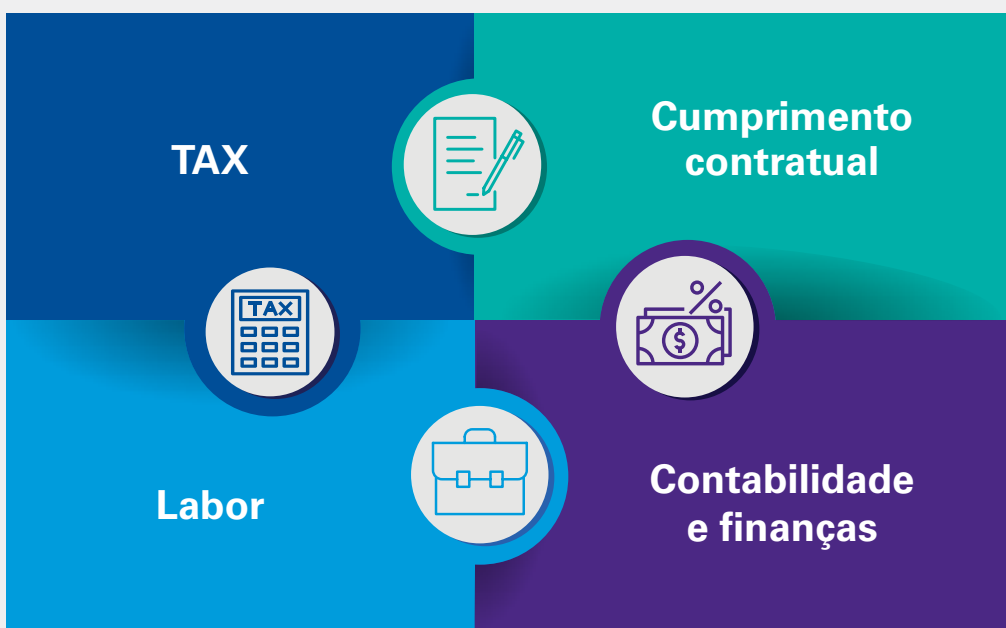 TAX
Cumprimento
contratual
TAX
$
%
Labor
Contabilidade
e finanças